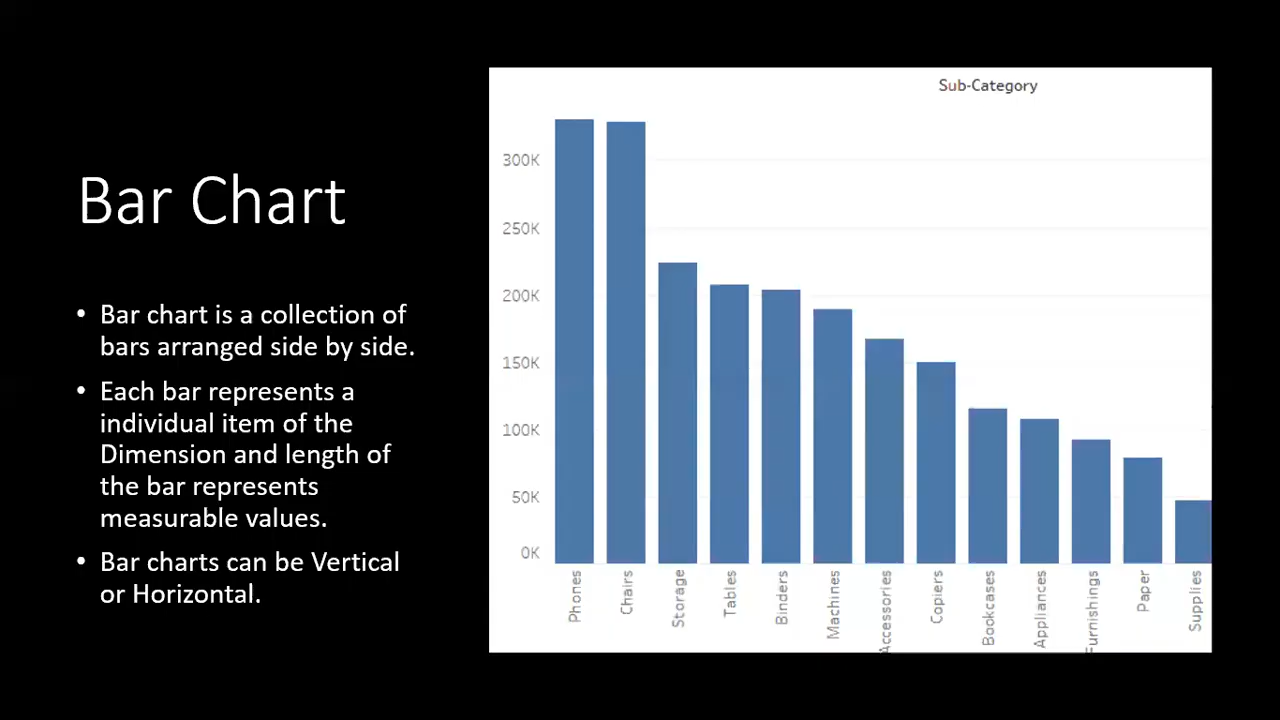 Bar Chart
• Bar chart is a collection of
bars arranged side by side.
• Each bar represents a
individual item of the
Dimension and length of
the bar represents
measurable values.
• Bar charts can be Vertical
or Horizontal.
Sub-Category
300K
250K
200K
150K
100K
50K
0K
Phones
Chairs
Storage
Tables
Binders
Machines
Accessories
Copiers
Bookcases
Appliances
Furnishings
Paper
Supplies